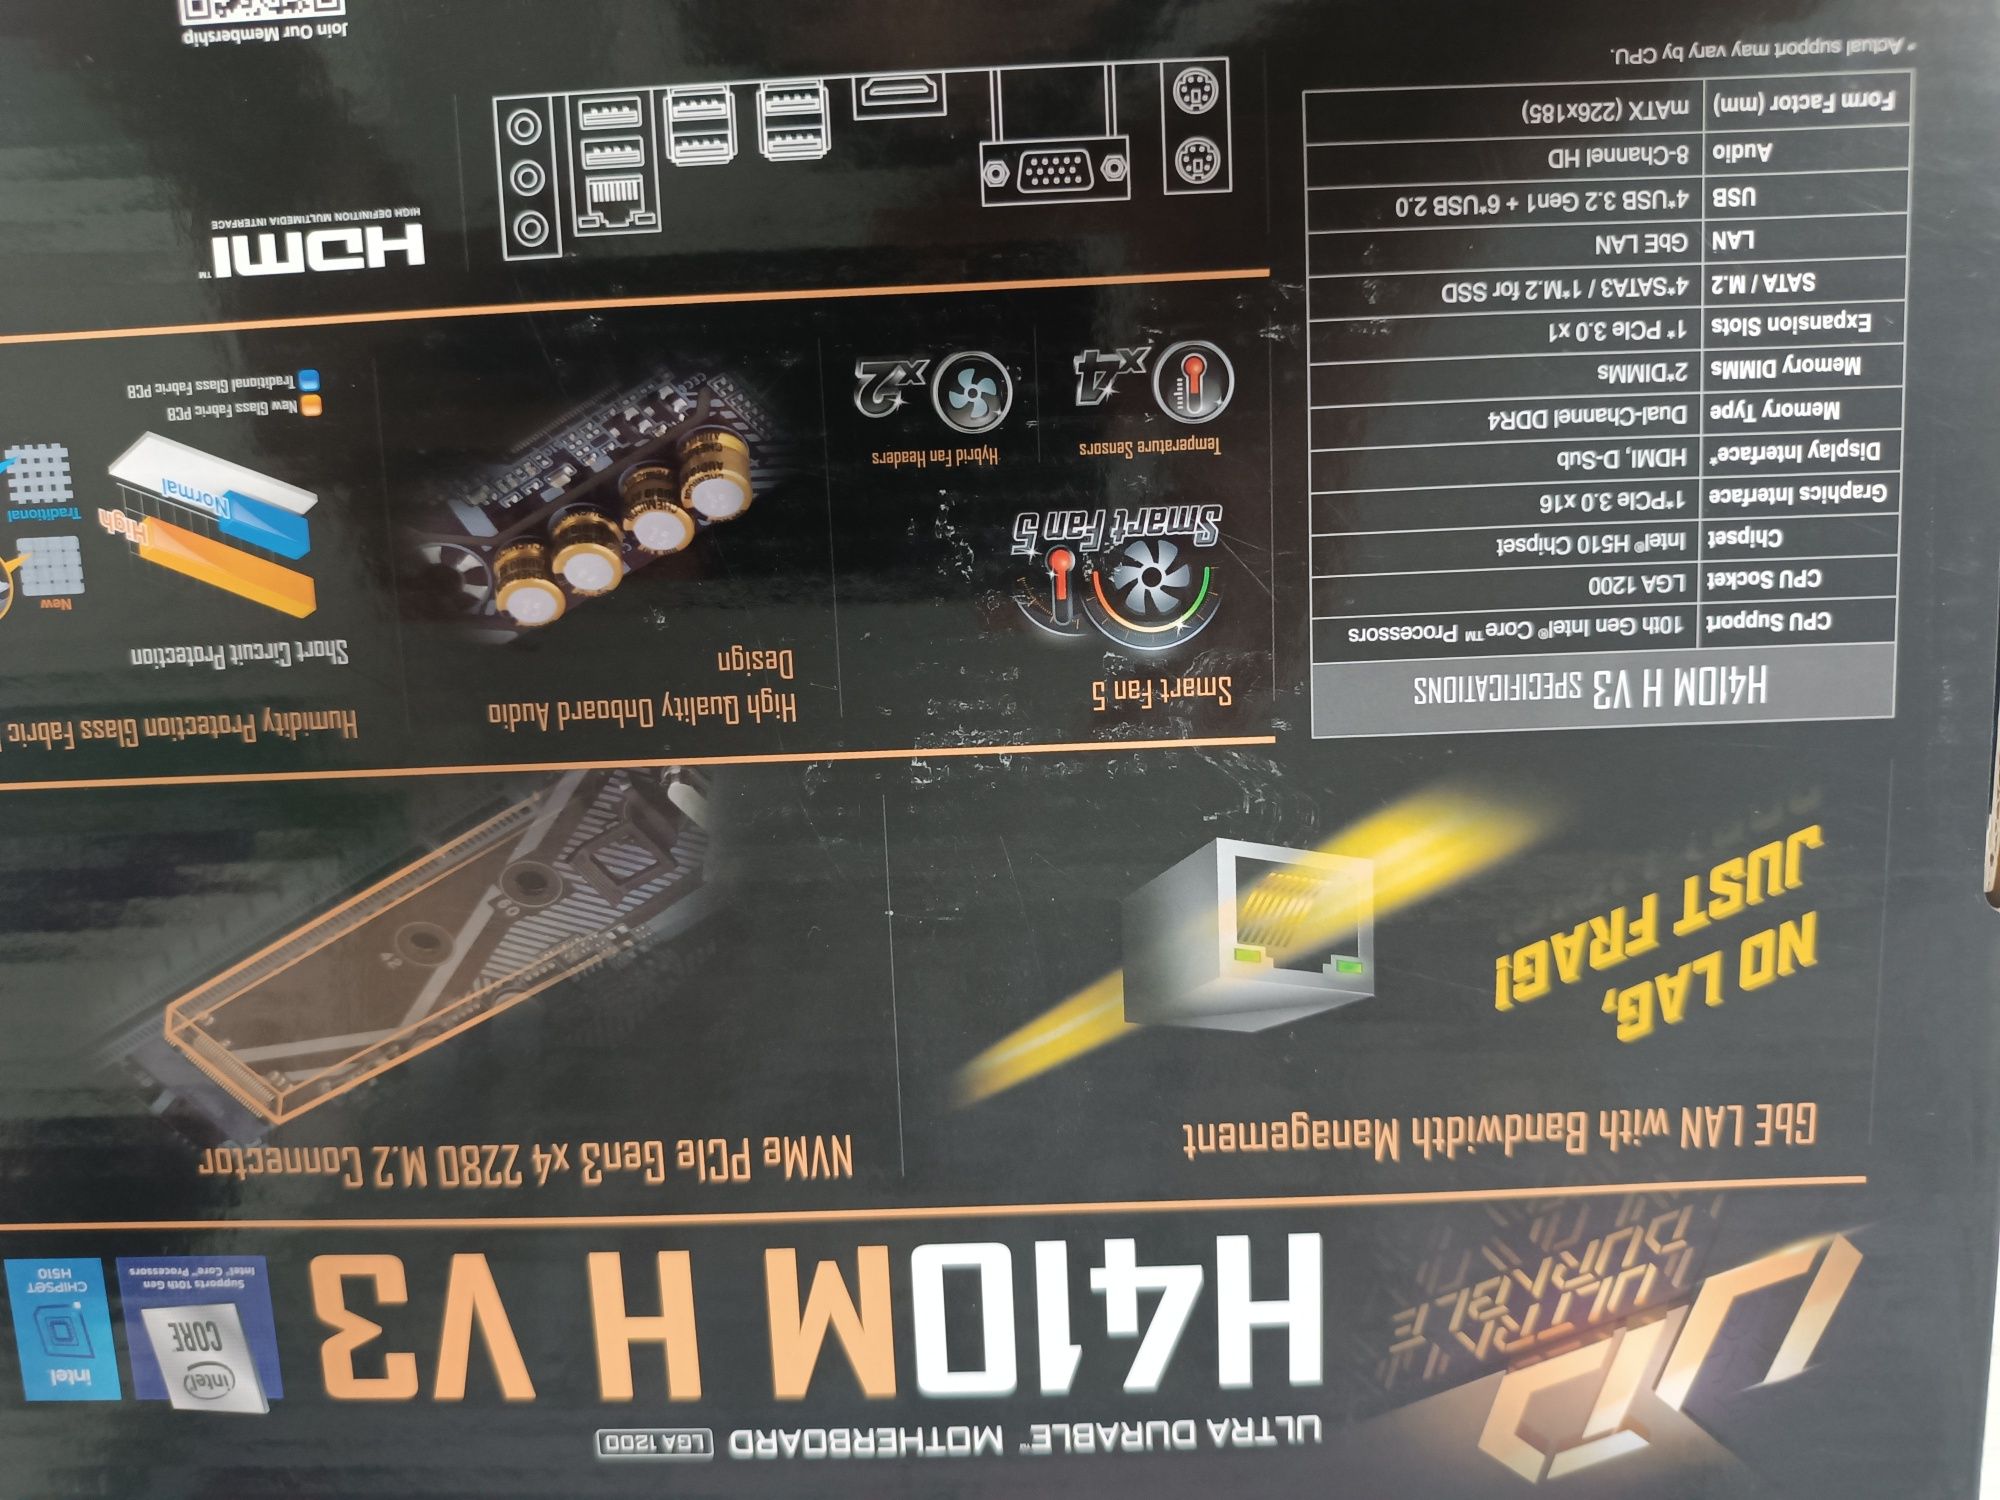 ULTRA DURABLE™ MOTHERBOARD LGA 1200
H410M H V3
ULTRA
DURABLE
intel
CORE
Supports 10th Gen
Intel® Core™ Processors
intel
CHIPSET
H510
GbE LAN with Bandwidth Management
NO LAG,
JUST FRAG!
NVMe PCIe Gen3 x4 2280 M.2 Connector
42
60
H410M H V3 SPECIFICATIONS
CPU Support 10th Gen Intel® Core™ Processors
CPU Socket LGA 1200
Chipset Intel® H510 Chipset
Graphics Interface 1*PCIe 3.0 x16
Display Interface* HDMI, D-Sub
Memory Type Dual-Channel DDR4
Memory DIMMs 2*DIMMs
Expansion Slots 1* PCIe 3.0 x1
SATA / M.2 4*SATA3 / 1*M.2 for SSD
LAN GbE LAN
USB 4*USB 3.2 Gen1 + 6*USB 2.0
Audio 8-Channel HD
Form Factor (mm) mATX (226x185)
* Actual support may vary by CPU.
Smart Fan 5
Smart Fan 5
Temperature Sensors
x4
Hybrid Fan Headers
x2
High Quality Onboard Audio
Design
Humidity Protection Glass Fabric
Short Circuit Protection
High
Normal
New
Traditional
New Glass Fabric PCB
Traditional Glass Fabric PCB
HDMI™
HIGH DEFINITION MULTIMEDIA INTERFACE
Join Our Membership